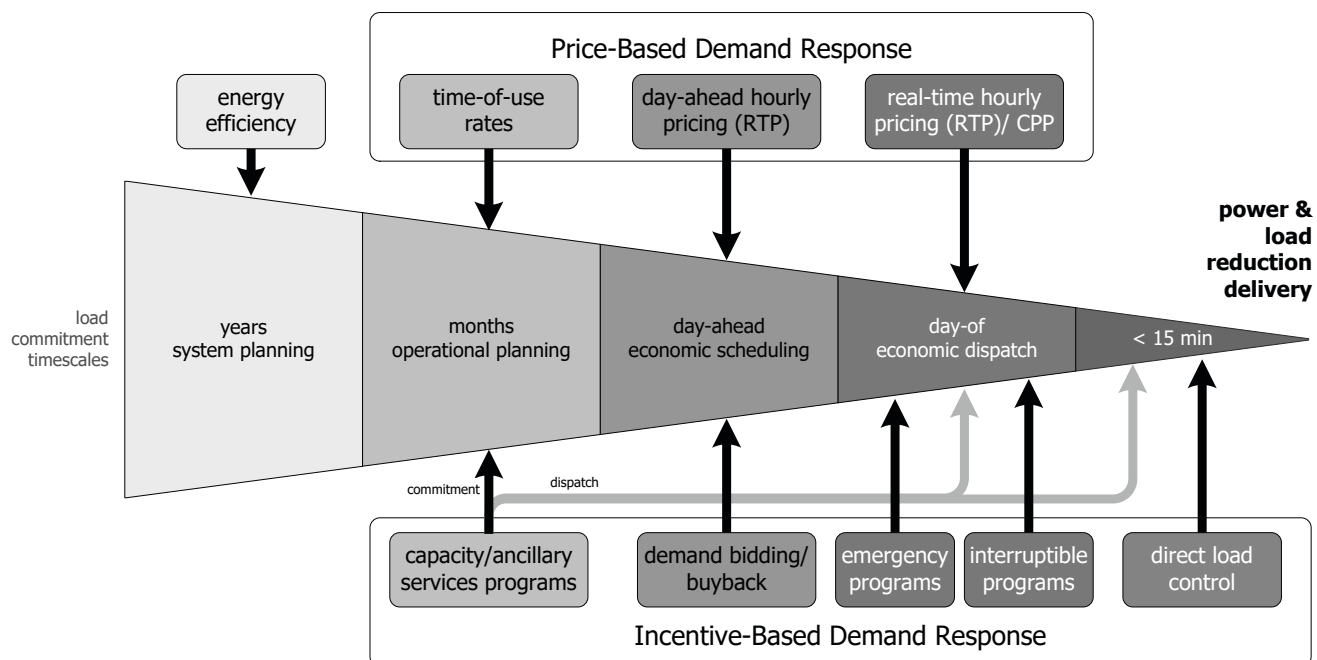 Price-Based Demand Response
energy
efficiency
time-of-use
rates
day-ahead hourly
pricing (RTP)
real-time hourly
pricing (RTP)/ CPP
power &
load
reduction
delivery
load
commitment
timescales
years
system planning
months
operational planning
day-ahead
economic scheduling
day-of
economic dispatch
< 15 min
commitment
dispatch
capacity/ancillary
services programs
demand bidding/
buyback
emergency
programs
interruptible
programs
direct load
control
Incentive-Based Demand Response